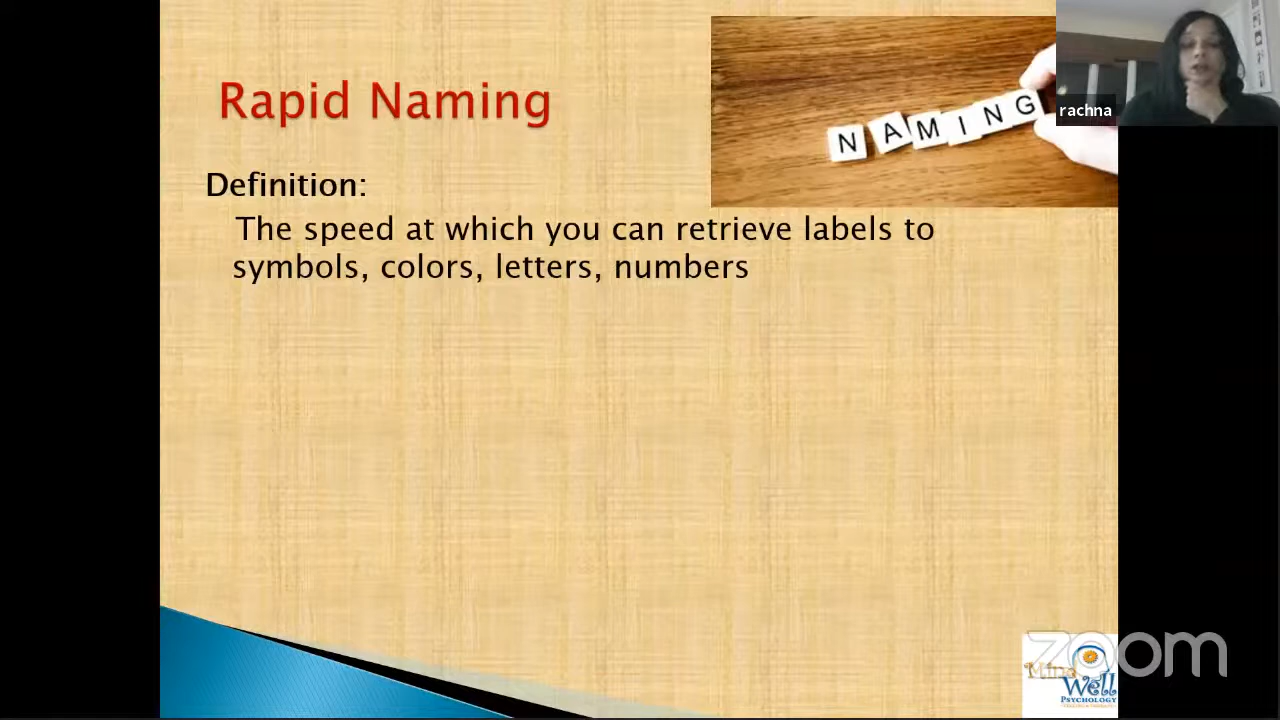 Rapid Naming
NAMING
rachna
Definition:
The speed at which you can retrieve labels to
symbols, colors, letters, numbers
zoom
Mind
Well
PSYCHOLOGY